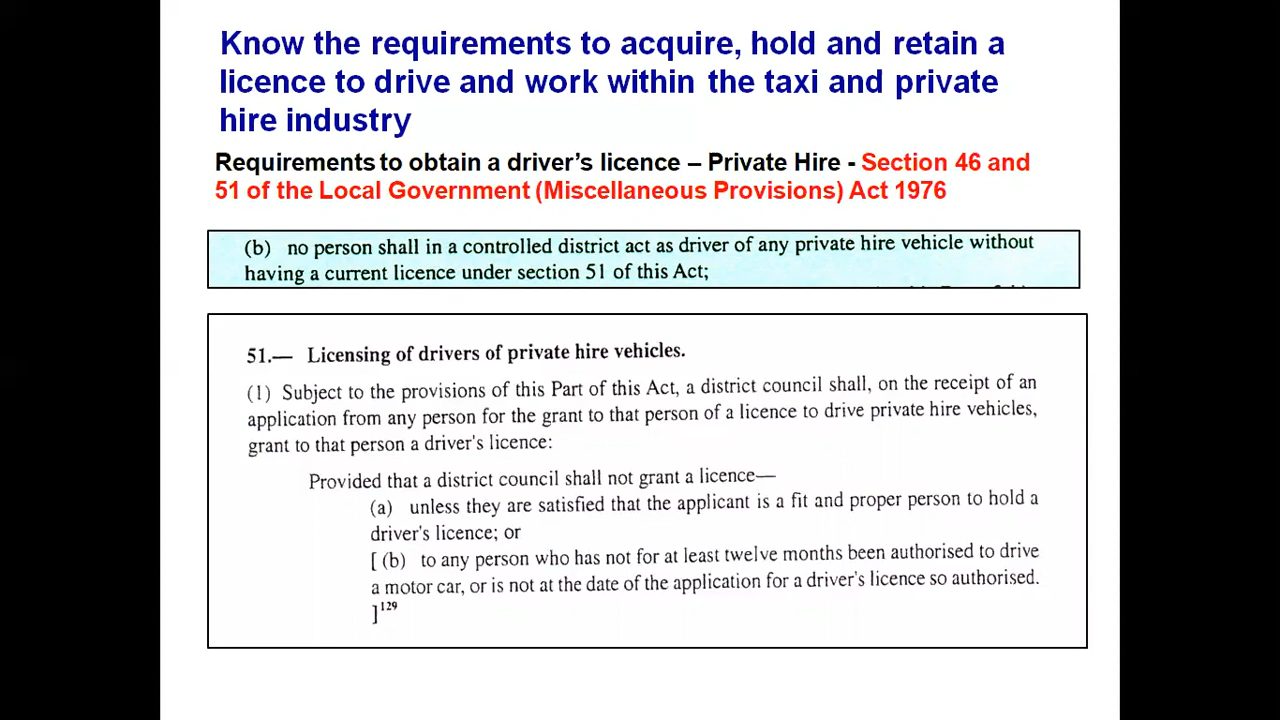 Know the requirements to acquire, hold and retain a
licence to drive and work within the taxi and private
hire industry
Requirements to obtain a driver’s licence – Private Hire - Section 46 and
51 of the Local Government (Miscellaneous Provisions) Act 1976
(b) no person shall in a controlled district act as driver of any private hire vehicle without
having a current licence under section 51 of this Act;
51.— Licensing of drivers of private hire vehicles.
(1) Subject to the provisions of this Part of this Act, a district council shall, on the receipt of an
application from any person for the grant to that person of a licence to drive private hire vehicles,
grant to that person a driver's licence:
Provided that a district council shall not grant a licence—
(a) unless they are satisfied that the applicant is a fit and proper person to hold a
driver's licence; or
[ (b) to any person who has not for at least twelve months been authorised to drive
a motor car, or is not at the date of the application for a driver's licence so authorised.
]129